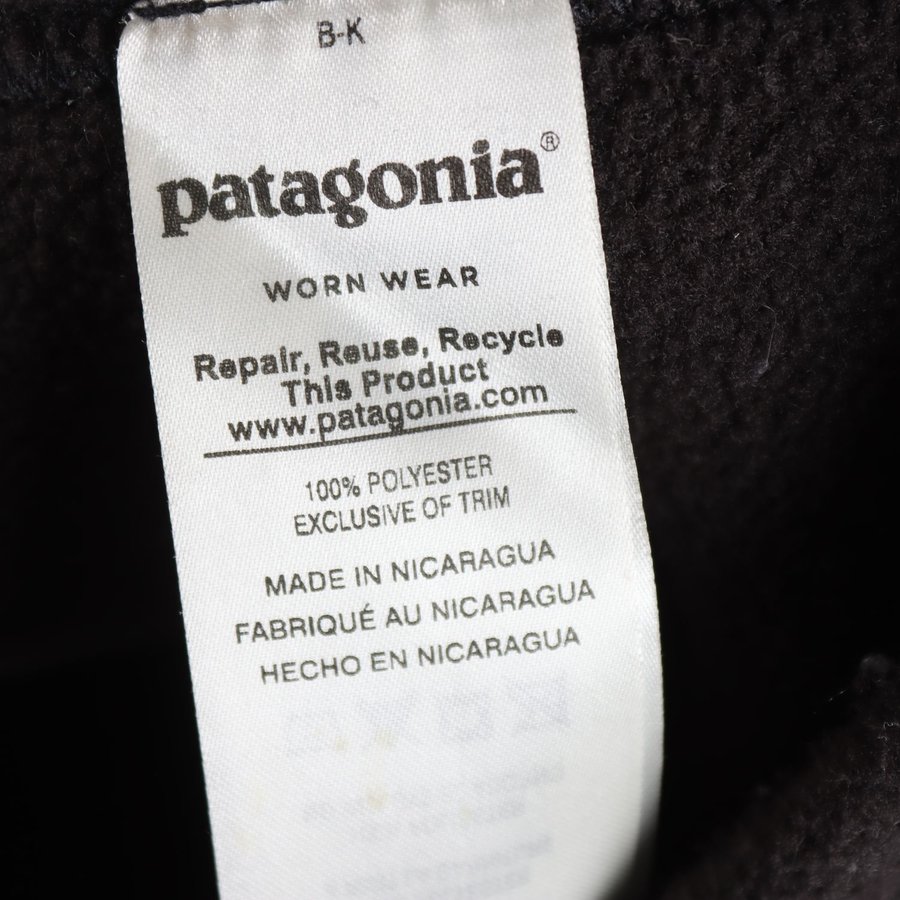 B-K
patagonia®
WORN WEAR
Repair, Reuse, Recycle
This Product
www.patagonia.com
100% POLYESTER
EXCLUSIVE OF TRIM
MADE IN NICARAGUA
FABRIQUÉ AU NICARAGUA
HECHO EN NICARAGUA